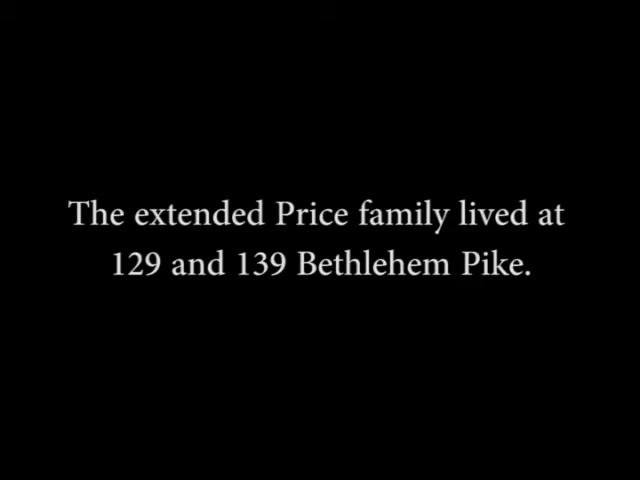 The extended Price family lived at
129 and 139 Bethlehem Pike.